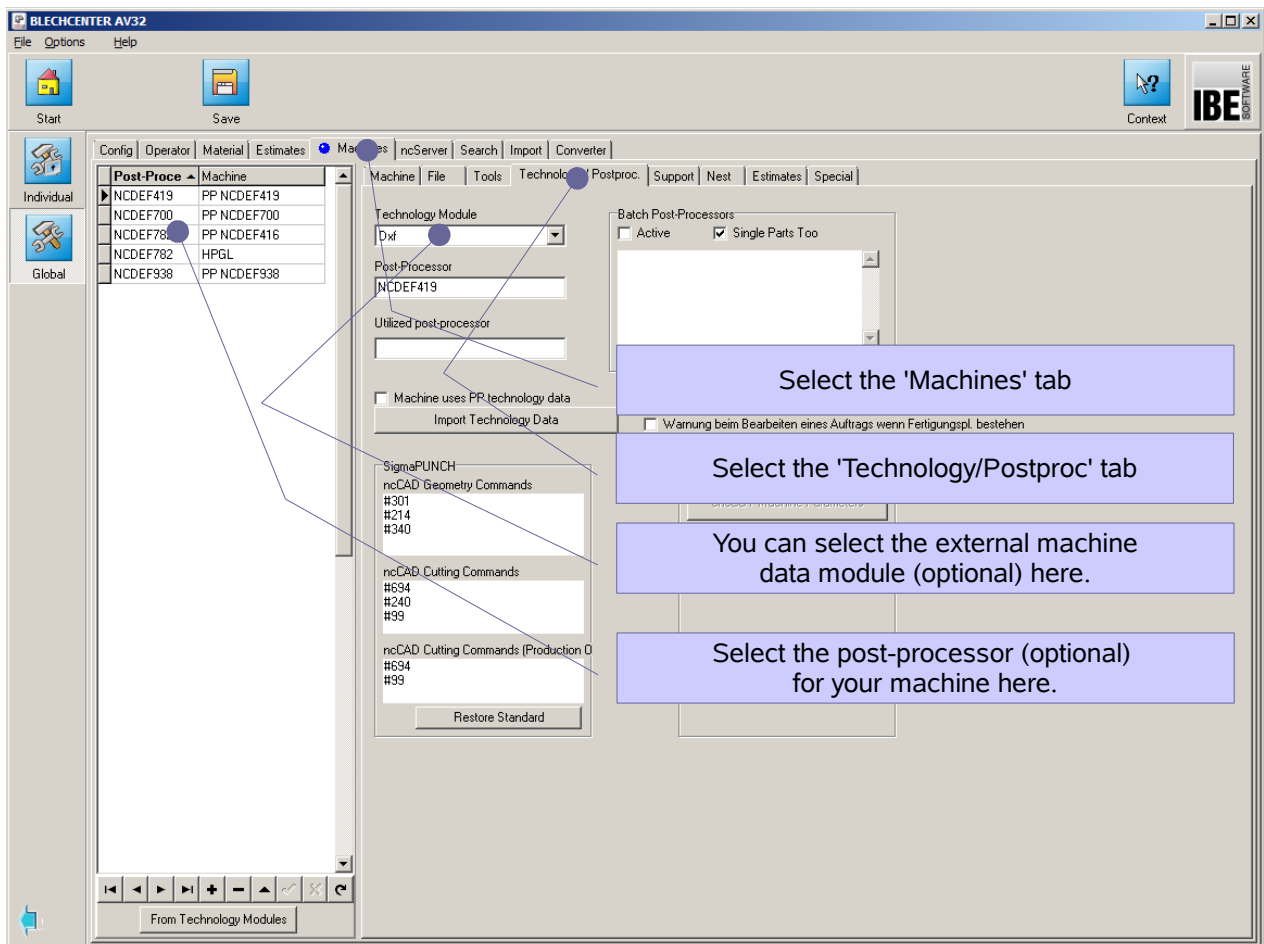 BLECHCENTER AV32
File Options Help
Start
Save
Context
IBE SOFTWARE
Individual
Global
Config Operator Material Estimates Machines ncServer Search Import Converter
Post-Proce Machine
NCDEF419 PP NCDEF419
NCDEF700 PP NCDEF700
PP NCDEF416
NCDEF782 HPGL
NCDEF938 PP NCDEF938
From Technology Modules
Machine File Tools Technology / Postproc. Support Nest Estimates Special
Technology Module
Dxf
Post-Processor
NCDEF419
Utilized post-processor
Machine uses PP technology data
Import Technology Data
Batch Post-Processors
Active Single Parts Too
Select the 'Machines' tab
Warnung beim Bearbeiten eines Auftrags wenn Fertigungspl. bestehen
Select the 'Technology/Postproc' tab
SigmaPUNCH
ncCAD Geometry Commands
#301
#214
#340
You can select the external machine
data module (optional) here.
ncCAD Cutting Commands
#694
#240
#99
ncCAD Cutting Commands (Production O
#694
#99
Select the post-processor (optional)
for your machine here.
Restore Standard